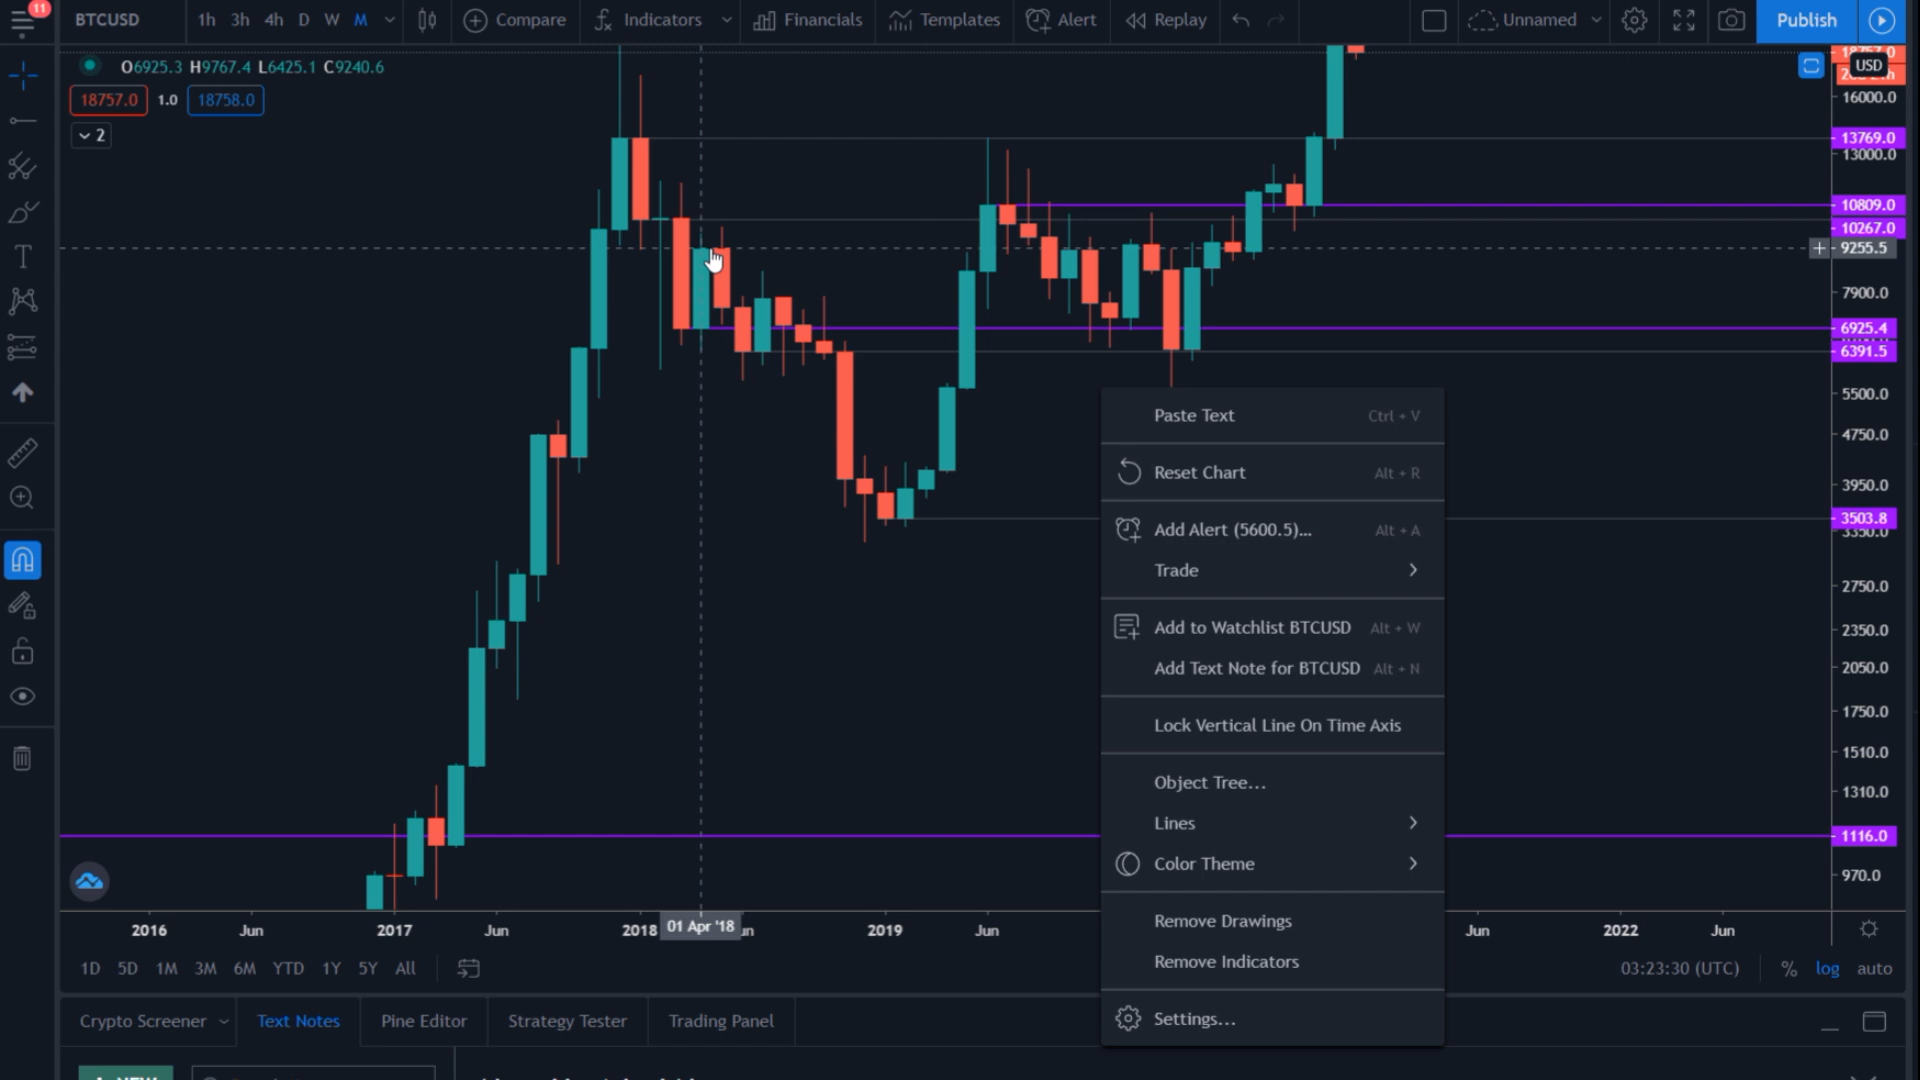 11
BTCUSD 1h 3h 4h D W M Compare Indicators Financials Templates Alert Replay Unnamed Publish
O6925.3 H9767.4 L6425.1 C9240.6
18757.0 1.0 18758.0
2
18757.0
USD
16000.0
13769.0
13000.0
10809.0
10267.0
9255.5
7900.0
6925.4
6391.5
5500.0
4750.0
3950.0
3503.8
3350.0
2750.0
2350.0
2050.0
1750.0
1510.0
1310.0
1116.0
970.0
Paste Text Ctrl + V
Reset Chart Alt + R
Add Alert (5600.5)... Alt + A
Trade
Add to Watchlist BTCUSD Alt + W
Add Text Note for BTCUSD Alt + N
Lock Vertical Line On Time Axis
Object Tree...
Lines
Color Theme
Remove Drawings
Remove Indicators
Settings...
2016 Jun 2017 Jun 2018 01 Apr '18 2019 Jun Jun 2022 Jun
1D 5D 1M 3M 6M YTD 1Y 5Y All 03:23:30 (UTC) % log auto
Crypto Screener Text Notes Pine Editor Strategy Tester Trading Panel
NEW